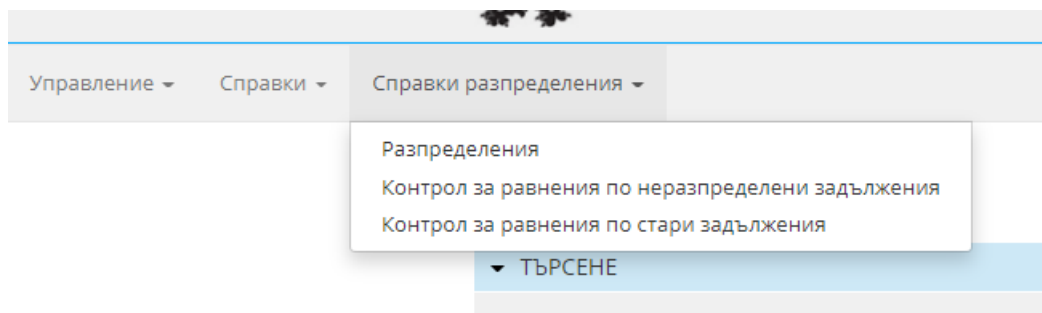 Управление Справки Справки разпределения
Разпределения
Контрол за равнения по неразпределени задължения
Контрол за равнения по стари задължения
ТЪРСЕНЕ